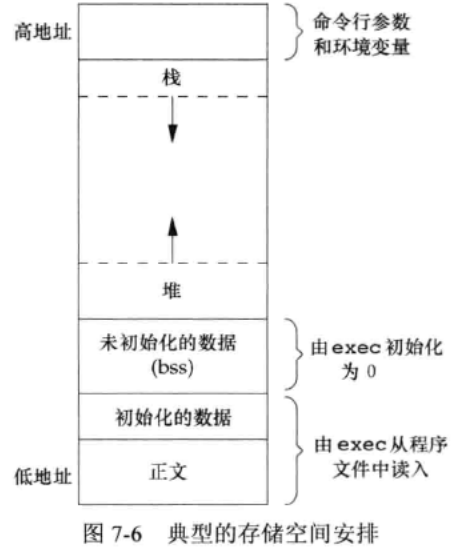 高地址
命令行参数
和环境变量
栈
堆
未初始化的数据
(bss)
由exec初始化
为 0
初始化的数据
由exec从程序
文件中读入
低地址
正文
图 7-6 典型的存储空间安排